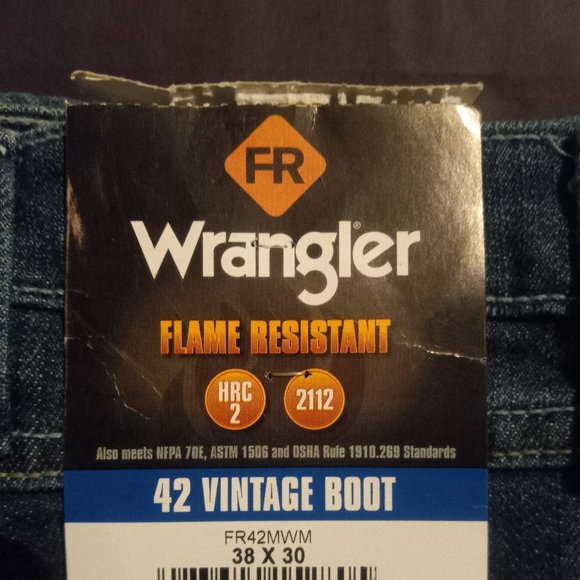 FR
Wrangler®
FLAME RESISTANT
HRC
2
2112
Also meets NFPA 70E, ASTM 1506 and OSHA Rule 1910.269 Standards
42 VINTAGE BOOT
FR42MWM
38 X 30